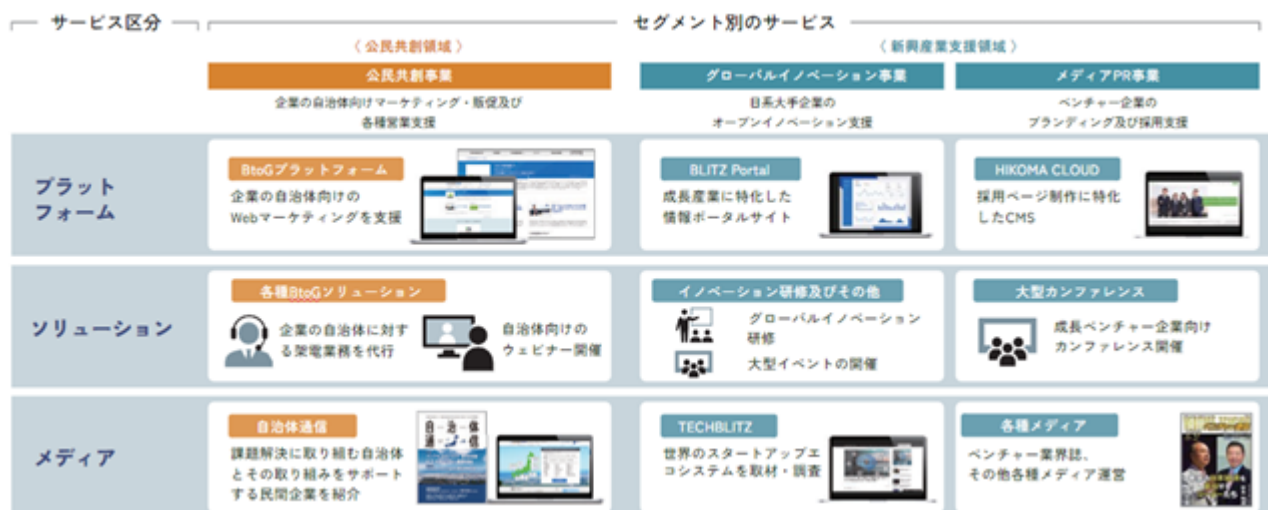 サービス区分
セグメント別のサービス
〈 公民共創領域 〉
〈 新興産業支援領域 〉
公民共創事業
グローバルイノベーション事業
メディアPR事業
企業の自治体向けマーケティング・販促及び
各種営業支援
日系大手企業の
オープンイノベーション支援
ベンチャー企業の
ブランディング及び採用支援
プラット
フォーム
BtoGプラットフォーム
企業の自治体向けの
Webマーケティングを支援
BLITZ Portal
成長産業に特化した
情報ポータルサイト
HIKOMA CLOUD
採用ページ制作に特化
したCMS
ソリューション
各種BtoGソリューション
企業の自治体に対す
る架電業務を代行
自治体向けの
ウェビナー開催
イノベーション研修及びその他
グローバルイノベーション
研修
大型イベントの開催
大型カンファレンス
成長ベンチャー企業向け
カンファレンス開催
メディア
自治体通信
課題解決に取り組む自治体
とその取り組みをサポート
する民間企業を紹介
自治体
通信
TECHBLITZ
世界のスタートアップエ
コシステムを取材・調査
各種メディア
ベンチャー業界誌、
その他各種メディア運営